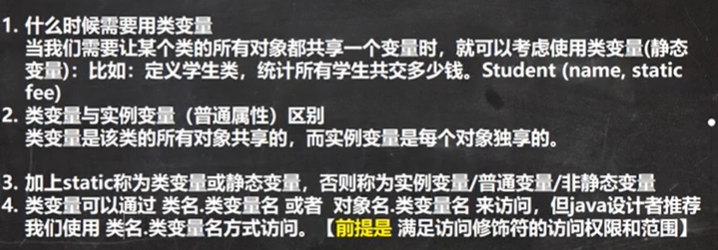 1. 什么时候需要用类变量
当我们需要让某个类的所有对象都共享一个变量时，就可以考虑使用类变量(静态
变量)：比如：定义学生类，统计所有学生共交多少钱。Student (name, static
fee)
2. 类变量与实例变量（普通属性）区别
类变量是该类的所有对象共享的，而实例变量是每个对象独享的。
3. 加上static称为类变量或静态变量，否则称为实例变量/普通变量/非静态变量
4. 类变量可以通过 类名.类变量名 或者 对象名.类变量名 来访问，但java设计者推荐
我们使用 类名.类变量名方式访问。【前提是 满足访问修饰符的访问权限和范围】